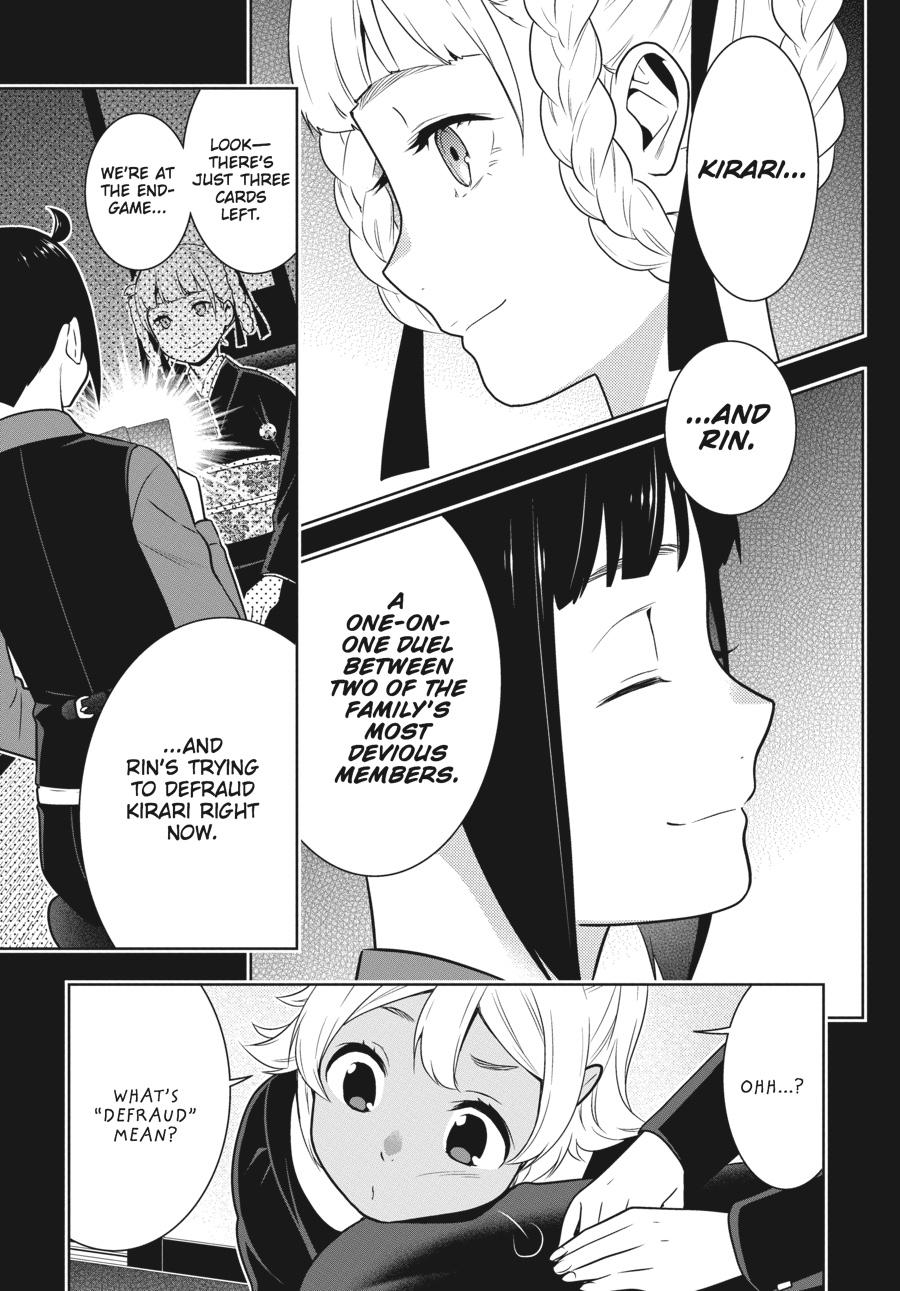 KIRARI...
...AND
RIN.
A
ONE-ON-
ONE DUEL
BETWEEN
TWO OF THE
FAMILY'S
MOST
DEVIOUS
MEMBERS.
LOOK—
THERE'S
JUST THREE
CARDS
LEFT.
WE'RE AT
THE END-
GAME...
...AND
RIN'S TRYING
TO DEFRAUD
KIRARI RIGHT
NOW.
OHH...?
WHAT'S
"DEFRAUD"
MEAN?